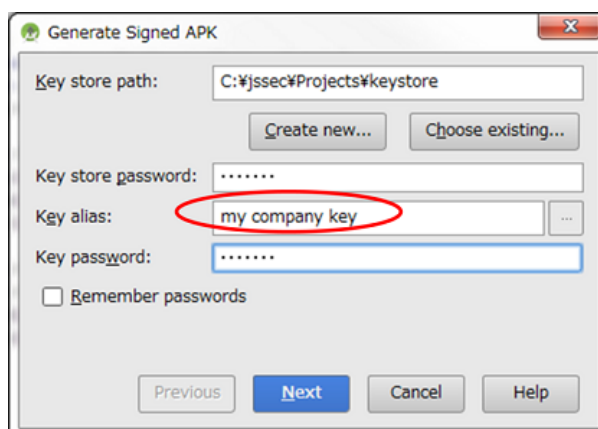 Generate Signed APK
Key store path: C:¥jssec¥Projects¥keystore
Create new... Choose existing...
Key store password: •••••••
Key alias: my company key ...
Key password: •••••••
Remember passwords
Previous Next Cancel Help